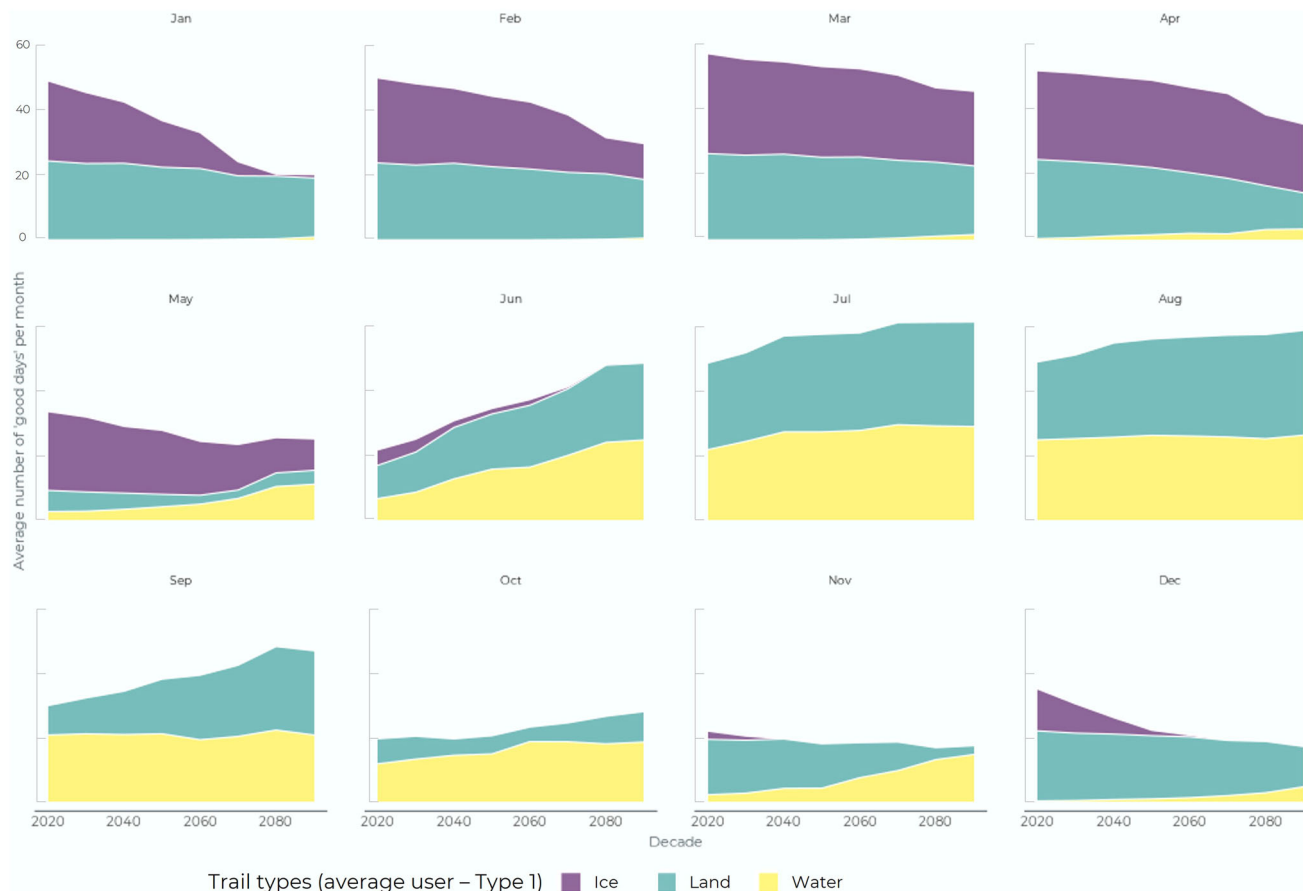 Jan Feb Mar Apr
60
40
20
0
Average number of 'good days' per month
May Jun Jul Aug
Sep Oct Nov Dec
2020 2040 2060 2080 2020 2040 2060 2080 2020 2040 2060 2080 2020 2040 2060 2080
Decade
Trail types (average user – Type 1) Ice Land Water